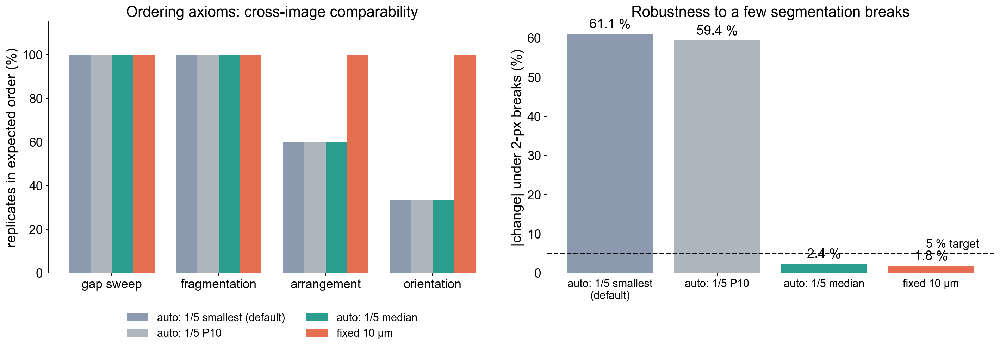 Ordering axioms: cross-image comparability
replicates in expected order (%)
100
80
60
40
20
0
gap sweep
fragmentation
arrangement
orientation
auto: 1/5 smallest (default)
auto: 1/5 P10
auto: 1/5 median
fixed 10 µm
Robustness to a few segmentation breaks
|change| under 2-px breaks (%)
60
50
40
30
20
10
0
61.1 %
59.4 %
2.4 %
1.8 %
5 % target
auto: 1/5 smallest
(default)
auto: 1/5 P10
auto: 1/5 median
fixed 10 µm